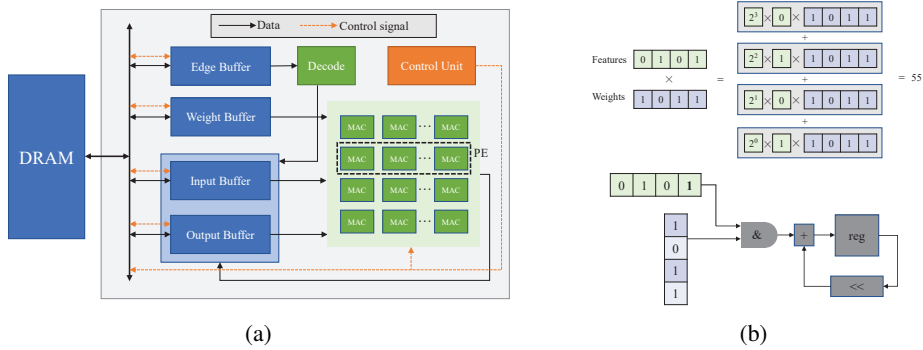 Data
Control signal
DRAM
Edge Buffer
Decode
Control Unit
Weight Buffer
Input Buffer
Output Buffer
MAC MAC ··· MAC
PE
MAC MAC ··· MAC
MAC MAC ··· MAC
MAC MAC ··· MAC
(a)
Features 0 1 0 1
×
Weights 1 0 1 1
=
2³ × 0 × 1 0 1 1
+
2² × 1 × 1 0 1 1
+
2¹ × 0 × 1 0 1 1
+
2⁰ × 1 × 1 0 1 1
= 55
0 1 0 1
1
0
1
1
&
+
reg
<<
(b)